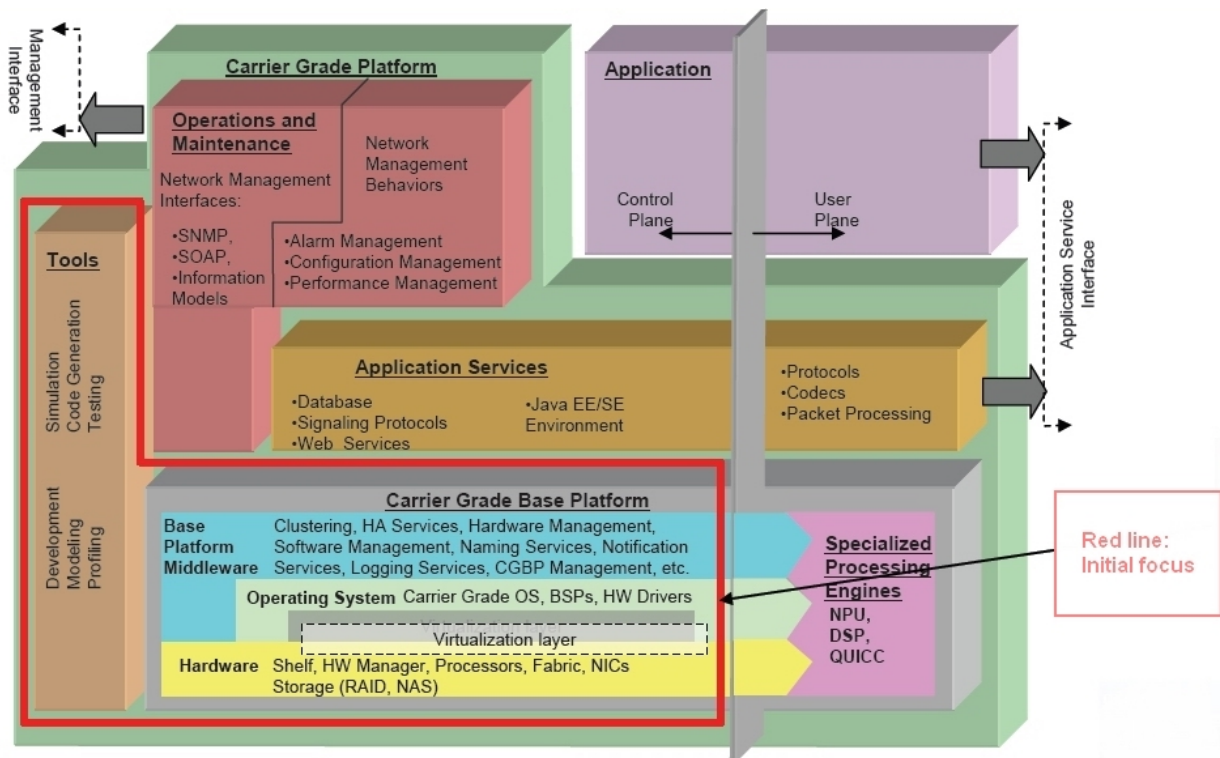 Management
Interface
Carrier Grade Platform
Application
Operations and
Maintenance
Network Management
Interfaces:
•SNMP,
•SOAP,
•Information
Models
Network
Management
Behaviors
•Alarm Management
•Configuration Management
•Performance Management
Control
Plane
User
Plane
Application Service
Interface
Tools
Simulation
Code Generation
Testing
Development
Modeling
Profiling
Application Services
•Database
•Signaling Protocols
•Web Services
•Java EE/SE
Environment
•Protocols
•Codecs
•Packet Processing
Carrier Grade Base Platform
Base
Platform
Middleware
Clustering, HA Services, Hardware Management,
Software Management, Naming Services, Notification
Services, Logging Services, CGBP Management, etc.
Operating System Carrier Grade OS, BSPs, HW Drivers
Virtualization layer
Virtualization layer
Hardware Shelf, HW Manager, Processors, Fabric, NICs
Storage (RAID, NAS)
Specialized
Processing
Engines
NPU,
DSP,
QUICC
Red line:
Initial focus